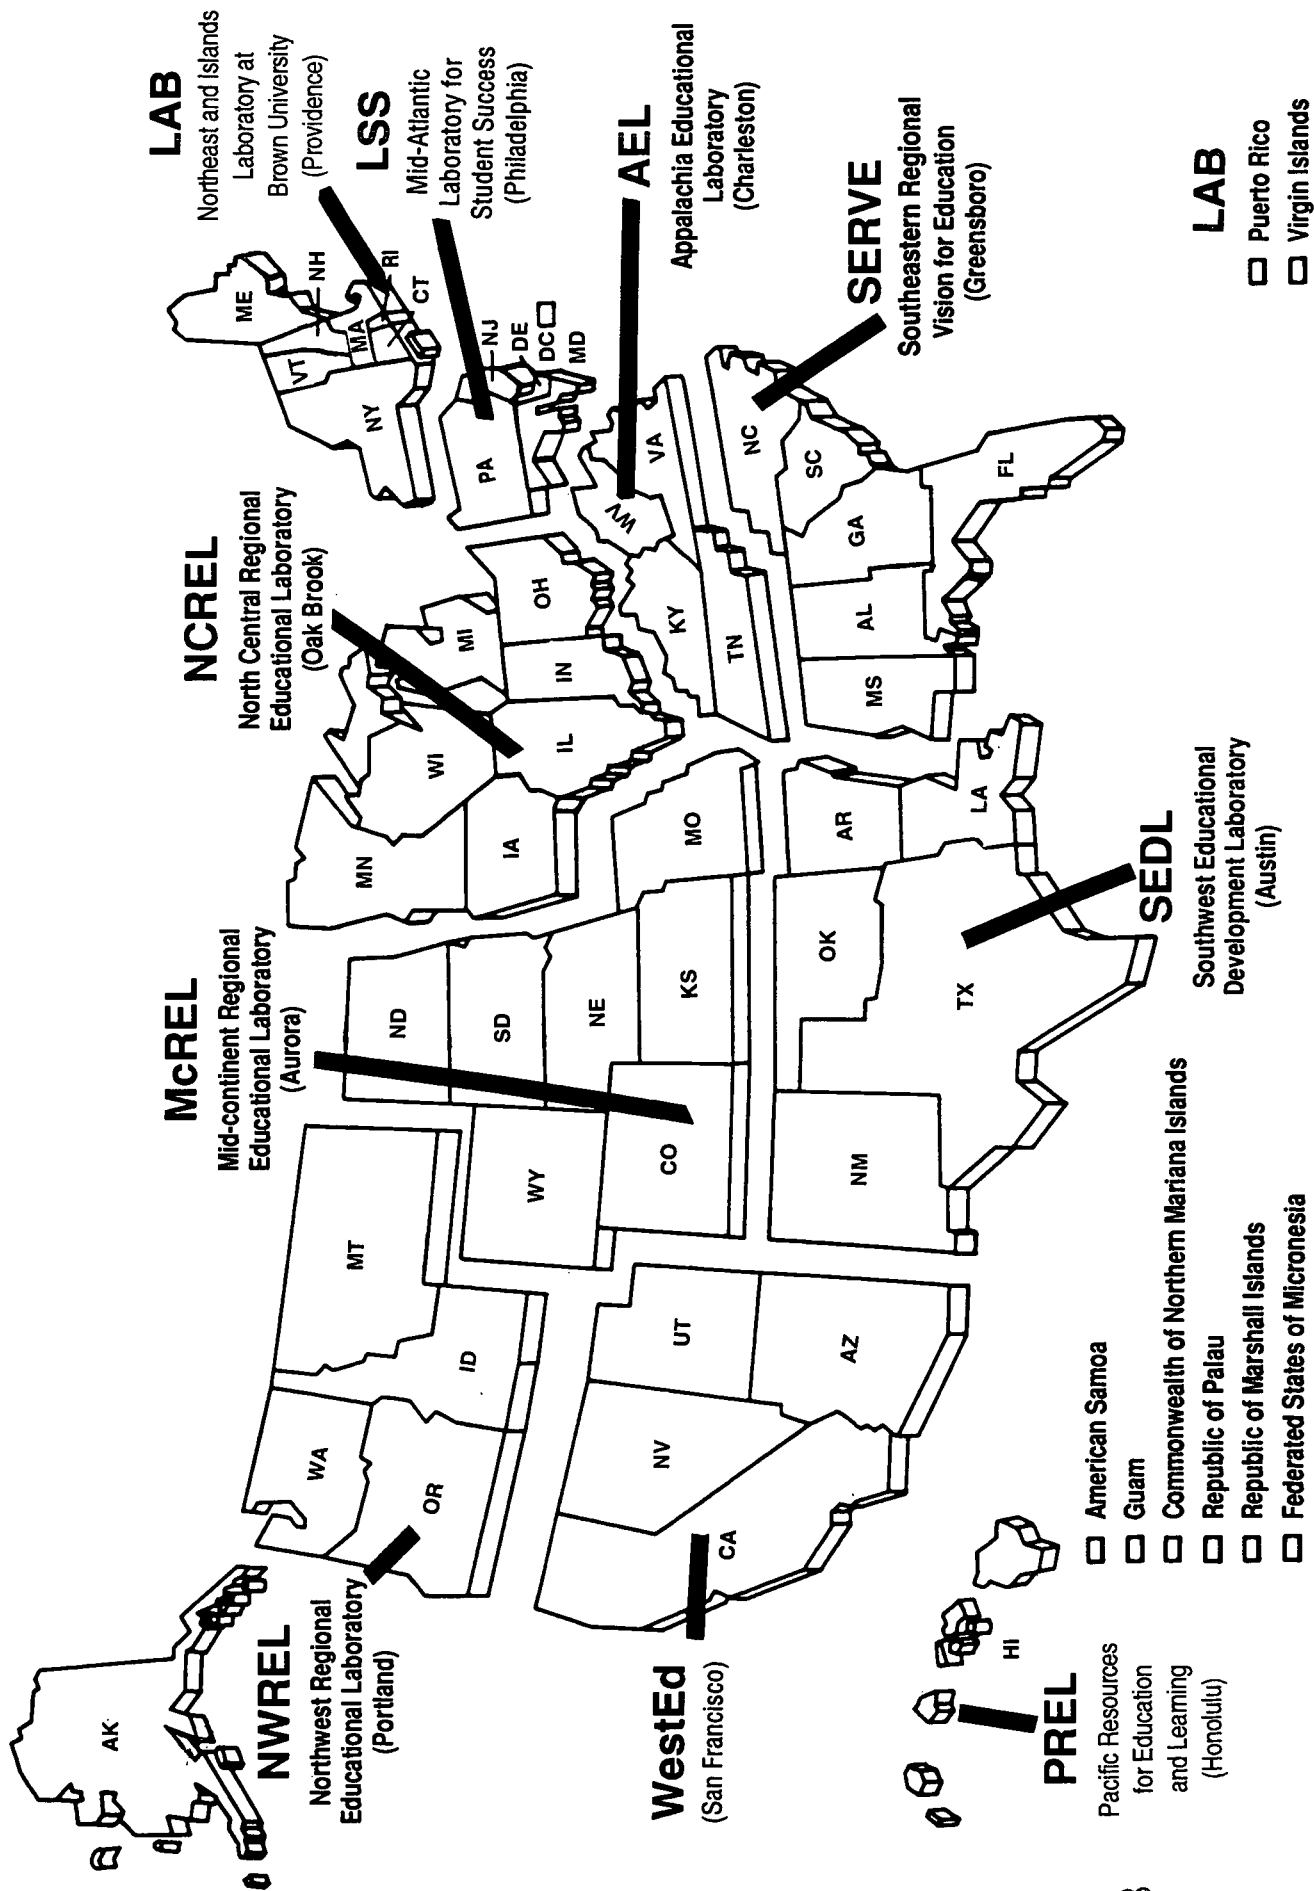 LAB
Northeast and Islands
Laboratory at
Brown University
(Providence)
LSS
Mid-Atlantic
Laboratory for
Student Success
(Philadelphia)
AEL
Appalachia Educational
Laboratory
(Charleston)
SERVE
Southeastern Regional
Vision for Education
(Greensboro)
LAB
Puerto Rico
Virgin Islands
NCREL
North Central Regional
Educational Laboratory
(Oak Brook)
McREL
Mid-continent Regional
Educational Laboratory
(Aurora)
SEDL
Southwest Educational
Development Laboratory
(Austin)
NWREL
Northwest Regional
Educational Laboratory
(Portland)
WestEd
(San Francisco)
PREL
Pacific Resources
for Education
and Learning
(Honolulu)
American Samoa
Guam
Commonwealth of Northern Mariana Islands
Republic of Palau
Republic of Marshall Islands
Federated States of Micronesia
AK
WA
OR
ID
MT
WY
CO
ND
SD
NE
KS
MO
MN
IA
WI
IL
MI
IN
OH
NY
VT
ME
NH
MA
RI
CT
PA
NJ
DE
DC
MD
WV
VA
KY
TN
NC
SC
GA
AL
MS
FL
AR
LA
OK
TX
NM
UT
AZ
NV
CA
HI